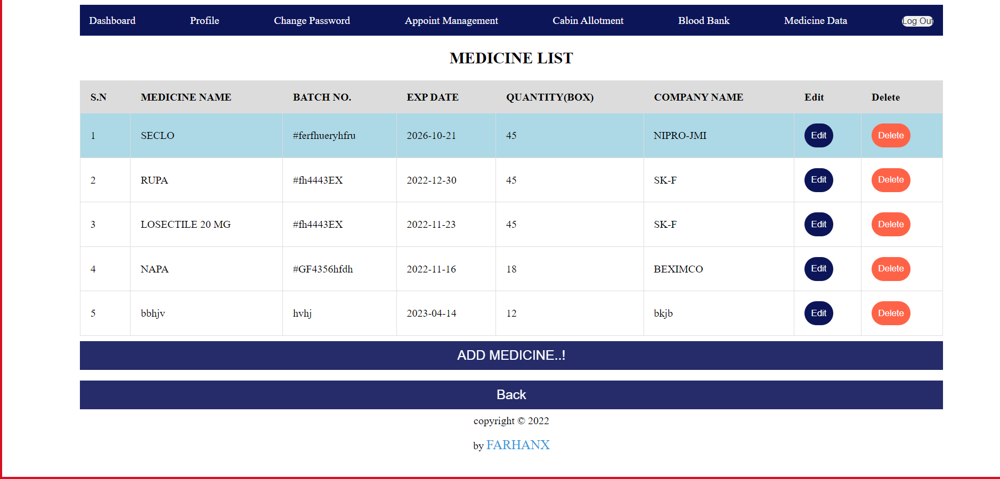 Dashboard Profile Change Password Appoint Management Cabin Allotment Blood Bank Medicine Data Log Out
MEDICINE LIST
S.N MEDICINE NAME BATCH NO. EXP DATE QUANTITY(BOX) COMPANY NAME Edit Delete
1 SECLO #ferfhueryhfru 2026-10-21 45 NIPRO-JMI Edit Delete
2 RUPA #fh4443EX 2022-12-30 45 SK-F Edit Delete
3 LOSECTILE 20 MG #fh4443EX 2022-11-23 45 SK-F Edit Delete
4 NAPA #GF4356hfdh 2022-11-16 18 BEXIMCO Edit Delete
5 bbhjv hvhj 2023-04-14 12 bkjb Edit Delete
ADD MEDICINE..!
Back
copyright © 2022
by FARHANX